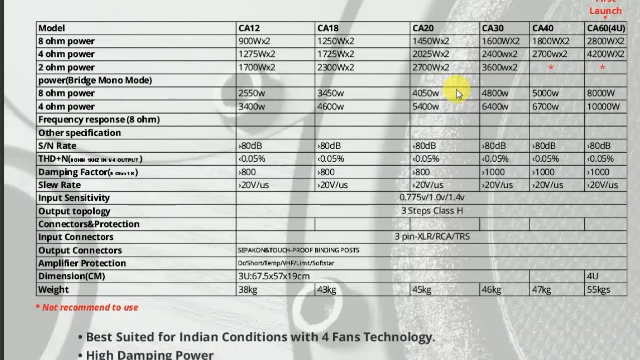 First
Launch
Model CA12 CA18 CA20 CA30 CA40 CA60(4U)
8 ohm power 900Wx2 1250Wx2 1450Wx2 1600WX2 1800WX2 2800WX2
4 ohm power 1275Wx2 1725Wx2 2025Wx2 2400wx2 2700wx2 4200WX2
2 ohm power 1700Wx2 2300Wx2 2700Wx2 3600wx2 * *
power(Bridge Mono Mode)
8 ohm power 2550w 3450w 4050w 4800w 5000w 8000W
4 ohm power 3400w 4600w 5400w 6400w 6700w 10000W
Frequency response (8 ohm)
Other specification
S/N Rate ›80dB ›80dB ›80dB ›80dB ›80dB ›80dB
THD+N(8OHM 1KHZ IN 1/4 OUTPUT) ‹0.05% ‹0.05% ‹0.05% ‹0.05% ‹0.05% ‹0.05%
Damping Factor(8 Ohm 1K) ›800 ›800 ›800 ›1000 ›1000 ›1000
Slew Rate ›20V/us ›20V/us ›20V/us ›20V/us ›20V/us ›20V/us
Input Sensitivity 0.775v/1.0v/1.4v
Output topology 3 Steps Class H
Connectors&Protection
Input Connectors 3 pin-XLR/RCA/TRS
Output Connectors SEPAKON&TOUCH-PROOF BINDING POSTS
Amplifier Protection Dc/Short/Temp/VHF/Limit/Softstar
Dimension(CM) 3U:67.5x57x19cm 4U
Weight 38kg 43kg 45kg 46kg 47kg 55kgs
* Not recommend to use
• Best Suited for Indian Conditions with 4 Fans Technology.
• High Damping Power